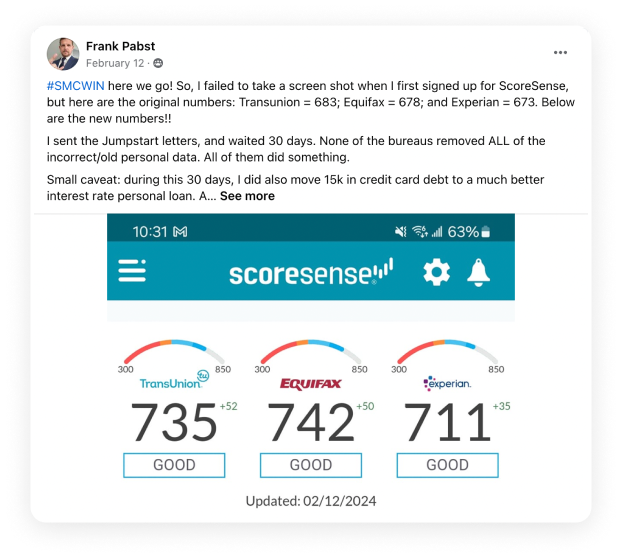 Frank Pabst
February 12 ·
#SMCWIN here we go! So, I failed to take a screen shot when I first signed up for ScoreSense,
but here are the original numbers: Transunion = 683; Equifax = 678; and Experian = 673. Below
are the new numbers!!
I sent the Jumpstart letters, and waited 30 days. None of the bureaus removed ALL of the
incorrect/old personal data. All of them did something.
Small caveat: during this 30 days, I did also move 15k in credit card debt to a much better
interest rate personal loan. A... See more
10:31 63%
scoresense
300 850 300 850 300 850
TransUnion tu EQUIFAX experian.
735 +52 742 +50 711 +35
GOOD GOOD GOOD
Updated: 02/12/2024